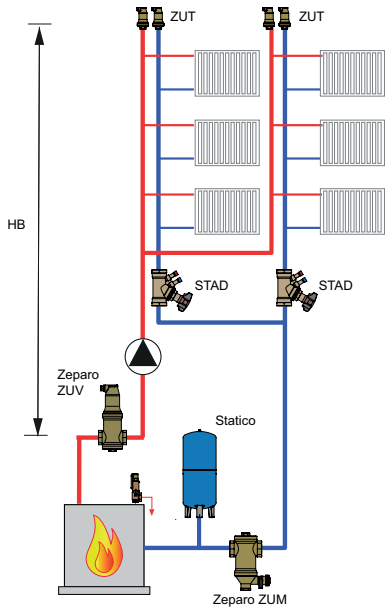 ZUT
ZUT
HB
STAD
STAD
Zeparo
ZUV
Statico
Zeparo ZUM